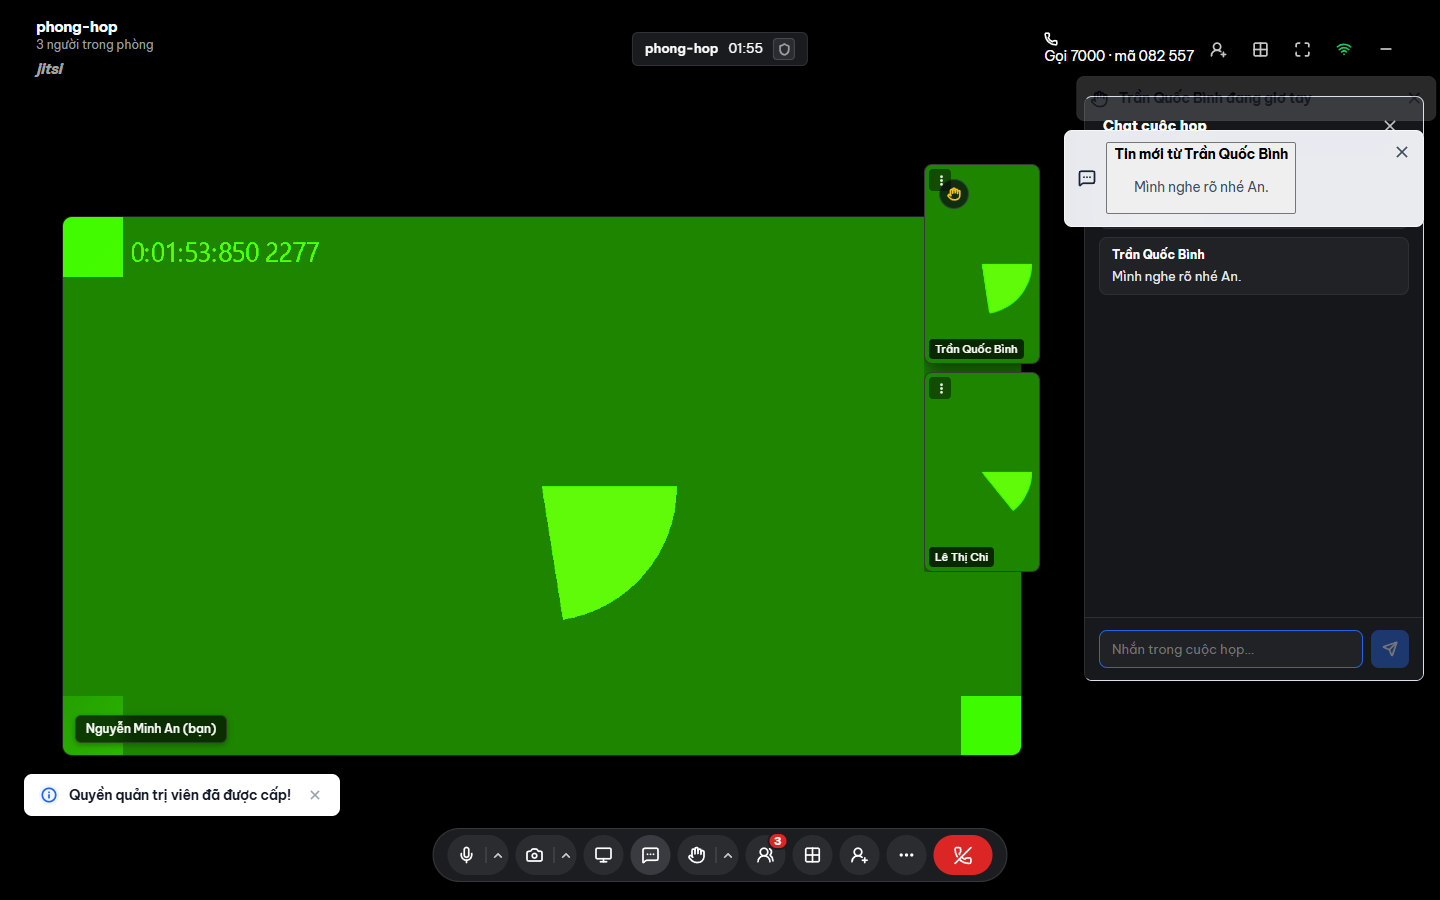 phong-hop
3 người trong phòng
jitsi
phong-hop 01:55
Gọi 7000 · mã 082 557
Trần Quốc Bình đang giơ tay
Chat cuộc họp
Tin mới từ Trần Quốc Bình
Mình nghe rõ nhé An.
Trần Quốc Bình
Mình nghe rõ nhé An.
0:01:53:850 2277
Trần Quốc Bình
Lê Thị Chi
Nhắn trong cuộc họp...
Nguyễn Minh An (bạn)
Quyền quản trị viên đã được cấp!
3